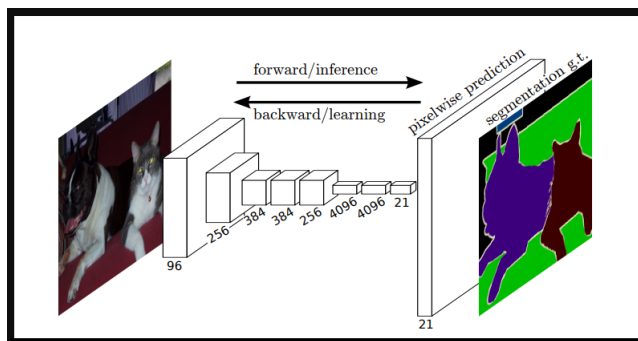 forward/inference
backward/learning
pixelwise prediction
segmentation g.t.
96
256
384
384
256
4096
4096
21
21